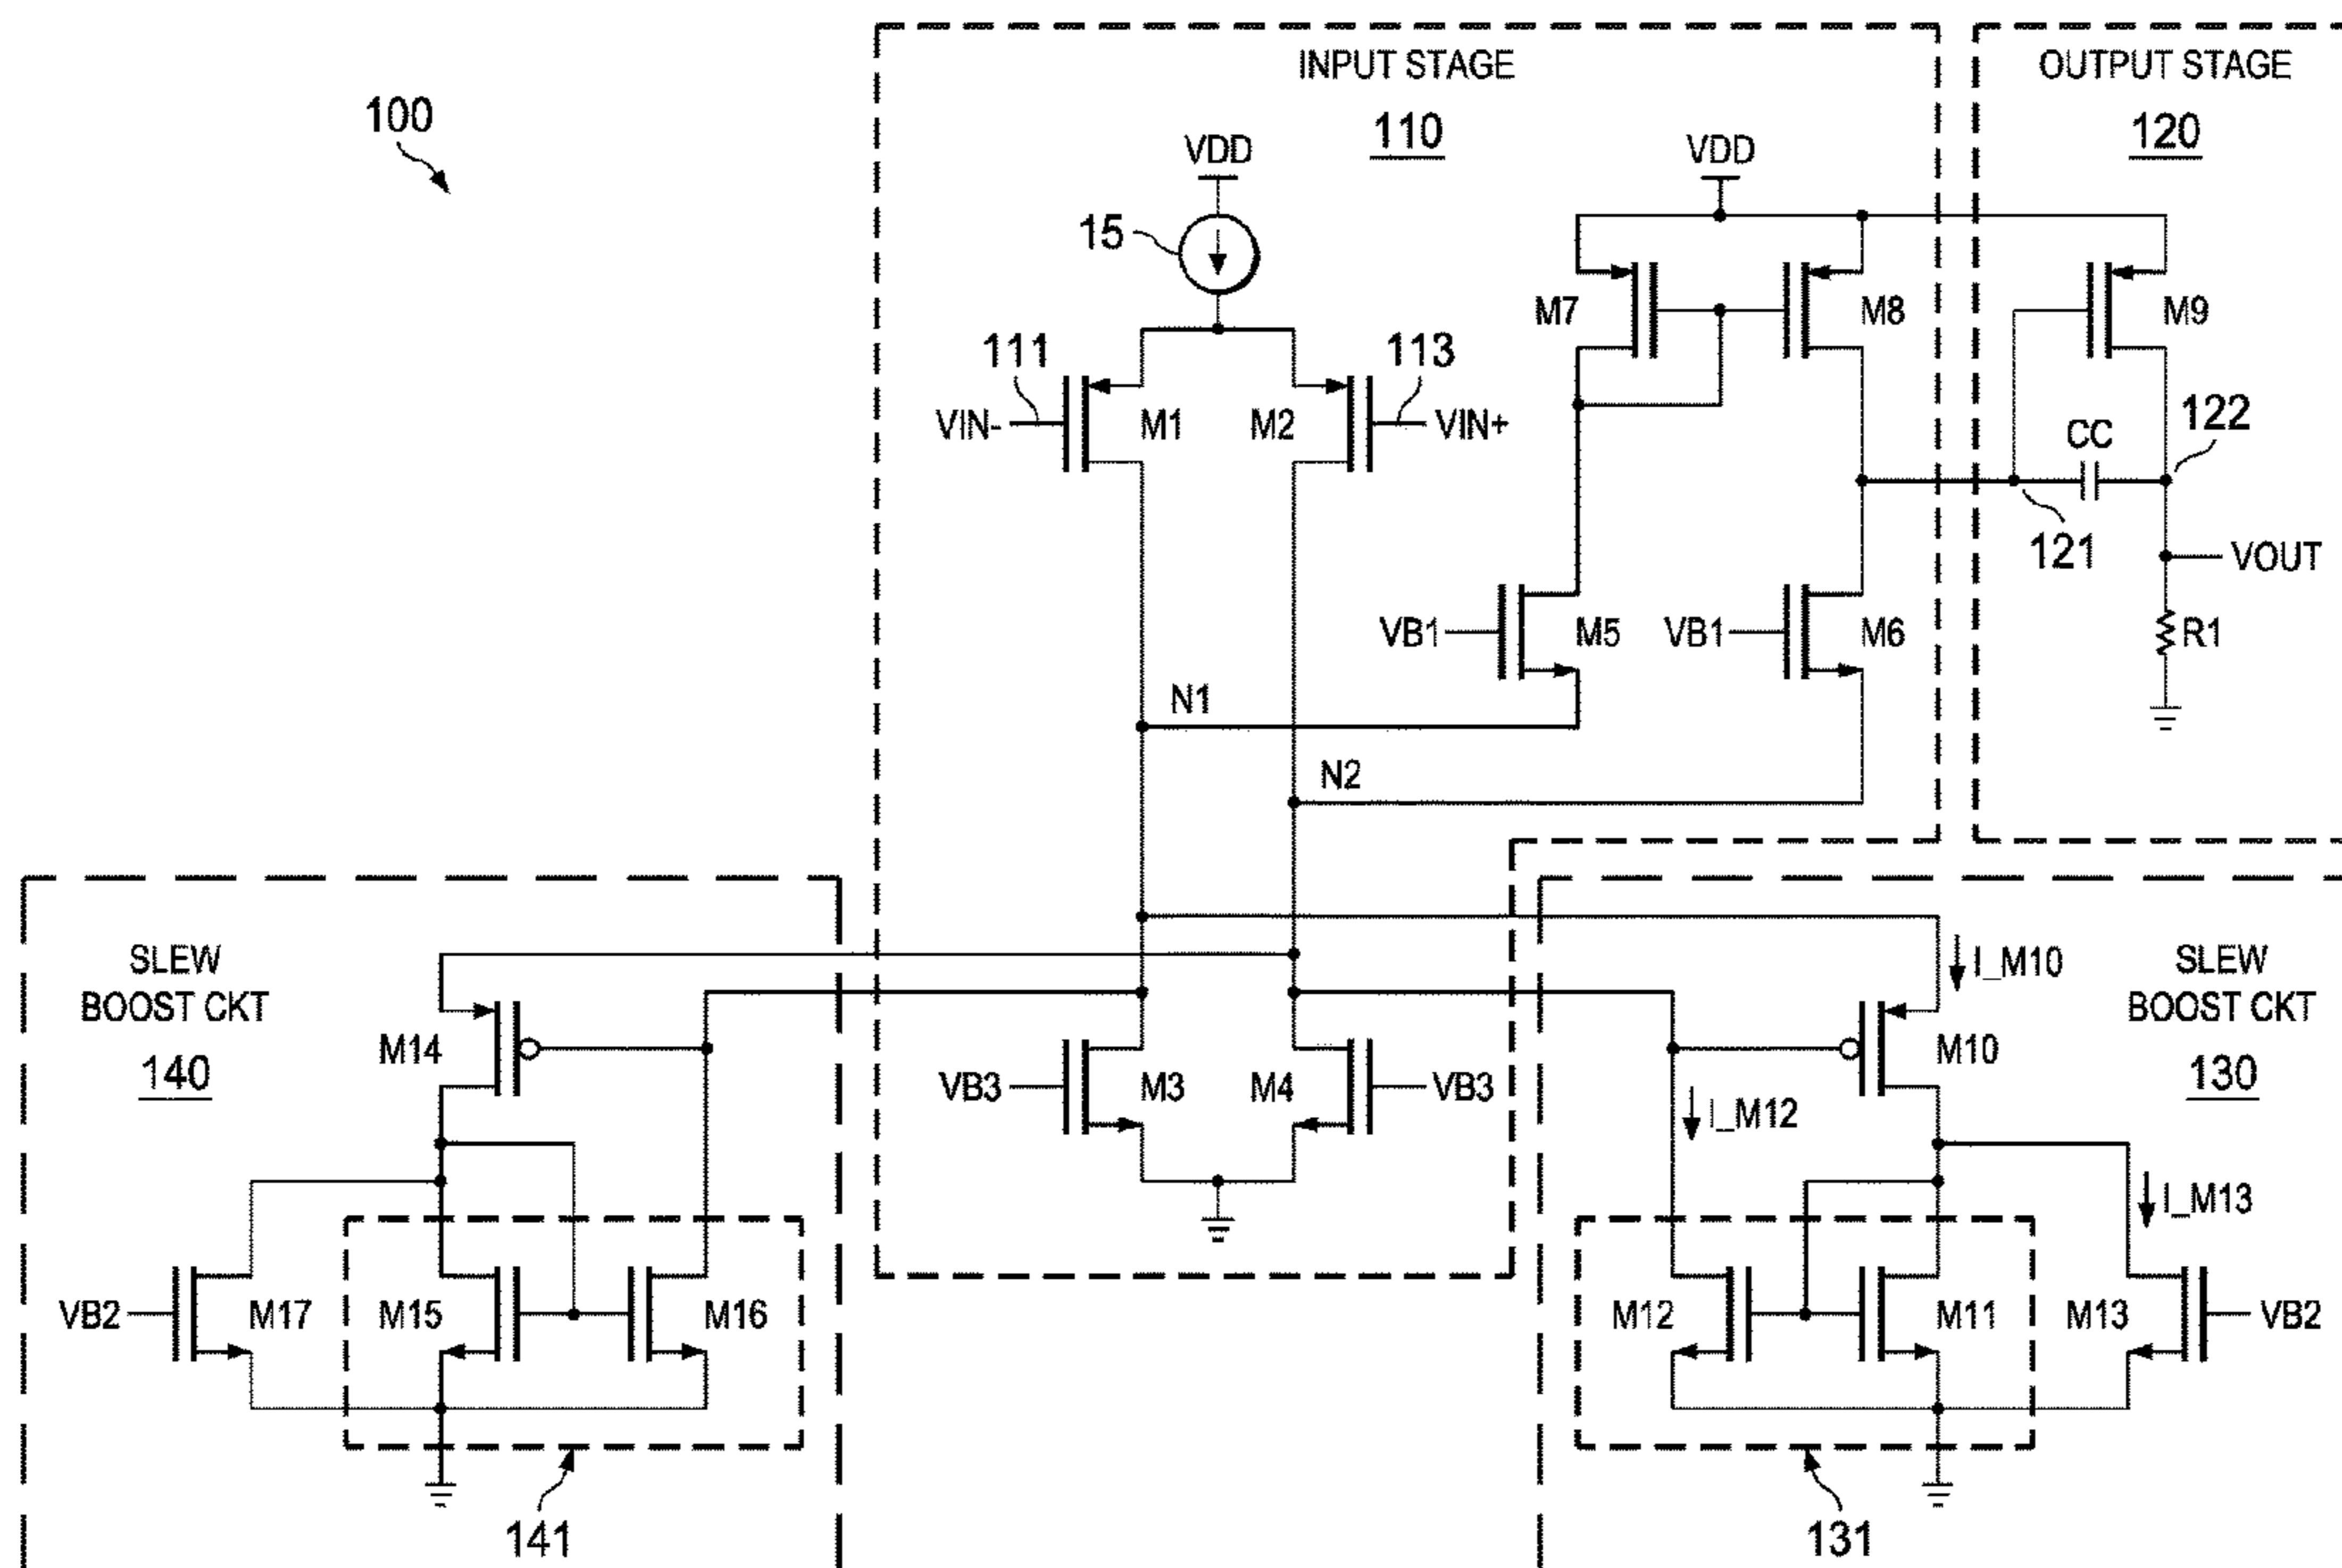 100
INPUT STAGE
110
OUTPUT STAGE
120
VDD
VDD
15
M7
M8
M9
111
113
VIN-
M1
M2
VIN+
CC
122
121
VOUT
VB1
M5
VB1
M6
R1
N1
N2
SLEW
BOOST CKT
140
M14
VB3
M3
M4
VB3
I_M10
SLEW
BOOST CKT
130
M10
I_M12
I_M13
VB2
M17
M15
M16
M12
M11
M13
VB2
141
131